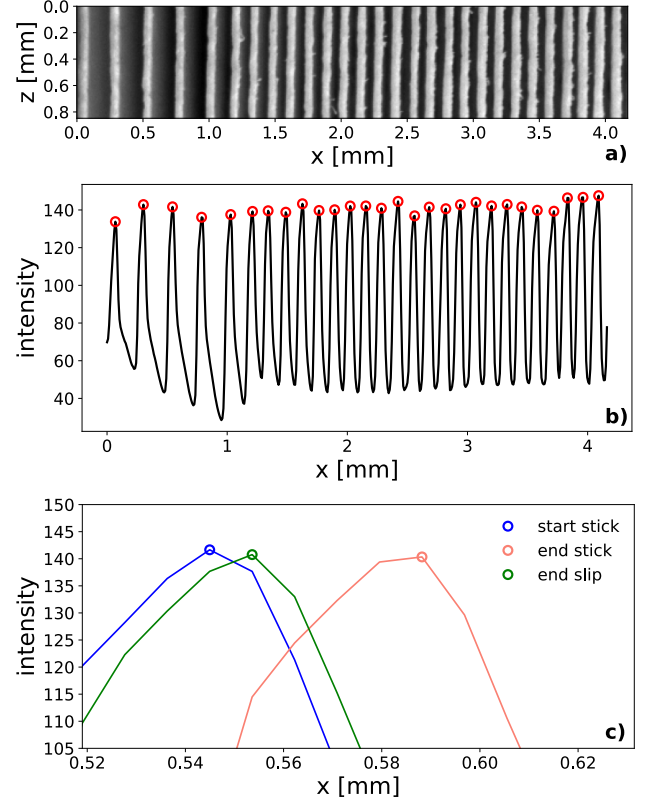 0.0
0.2
0.4
0.6
0.8
z [mm]
0.0 0.5 1.0 1.5 2.0 2.5 3.0 3.5 4.0
x [mm]
a)
140
120
100
80
60
40
intensity
0 1 2 3 4
x [mm]
b)
150
145
140
135
130
125
120
115
110
105
intensity
start stick
end stick
end slip
0.52 0.54 0.56 0.58 0.60 0.62
x [mm]
c)